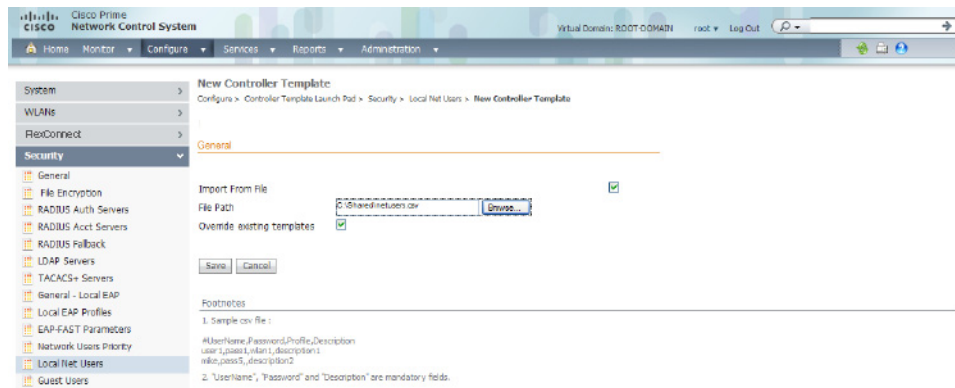 Cisco Prime
CISCO Network Control System
Virtual Domain: ROOT-DOMAIN root Log Out
Home Monitor Configure Services Reports Administration
System
WLANs
FlexConnect
Security
General
File Encryption
RADIUS Auth Servers
RADIUS Acct Servers
RADIUS Fallback
LDAP Servers
TACACS+ Servers
General - Local EAP
Local EAP Profiles
EAP-FAST Parameters
Network Users Priority
Local Net Users
Guest Users
New Controller Template
Configure > Controller Template Launch Pad > Security > Local Net Users > New Controller Template
General
Import From File
File Path C:\Shared\netusers.csv Browse...
Override existing templates
Save Cancel
Footnotes
1. Sample csv file :
#UserName,Password,Profile,Description
user1,pass1,wlan1,description1
mike,pass5,,description2
2. "UserName", "Password" and "Description" are mandatory fields.